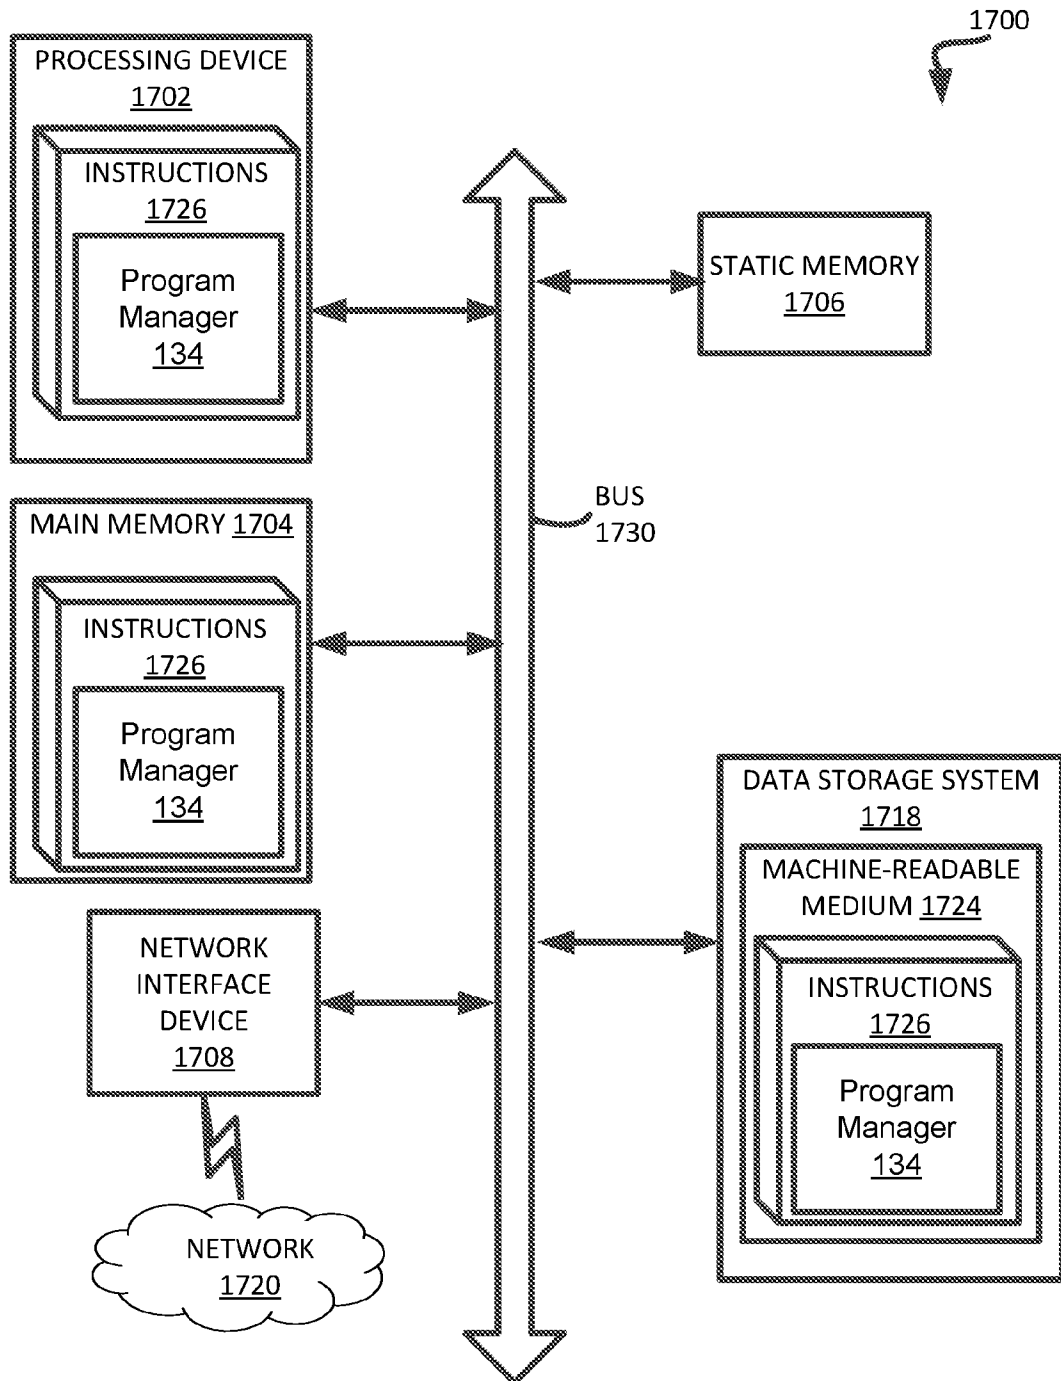 1700
PROCESSING DEVICE
1702
INSTRUCTIONS
1726
Program
Manager
134
STATIC MEMORY
1706
BUS
1730
MAIN MEMORY 1704
INSTRUCTIONS
1726
Program
Manager
134
DATA STORAGE SYSTEM
1718
MACHINE-READABLE
MEDIUM 1724
INSTRUCTIONS
1726
Program
Manager
134
NETWORK
INTERFACE
DEVICE
1708
NETWORK
1720